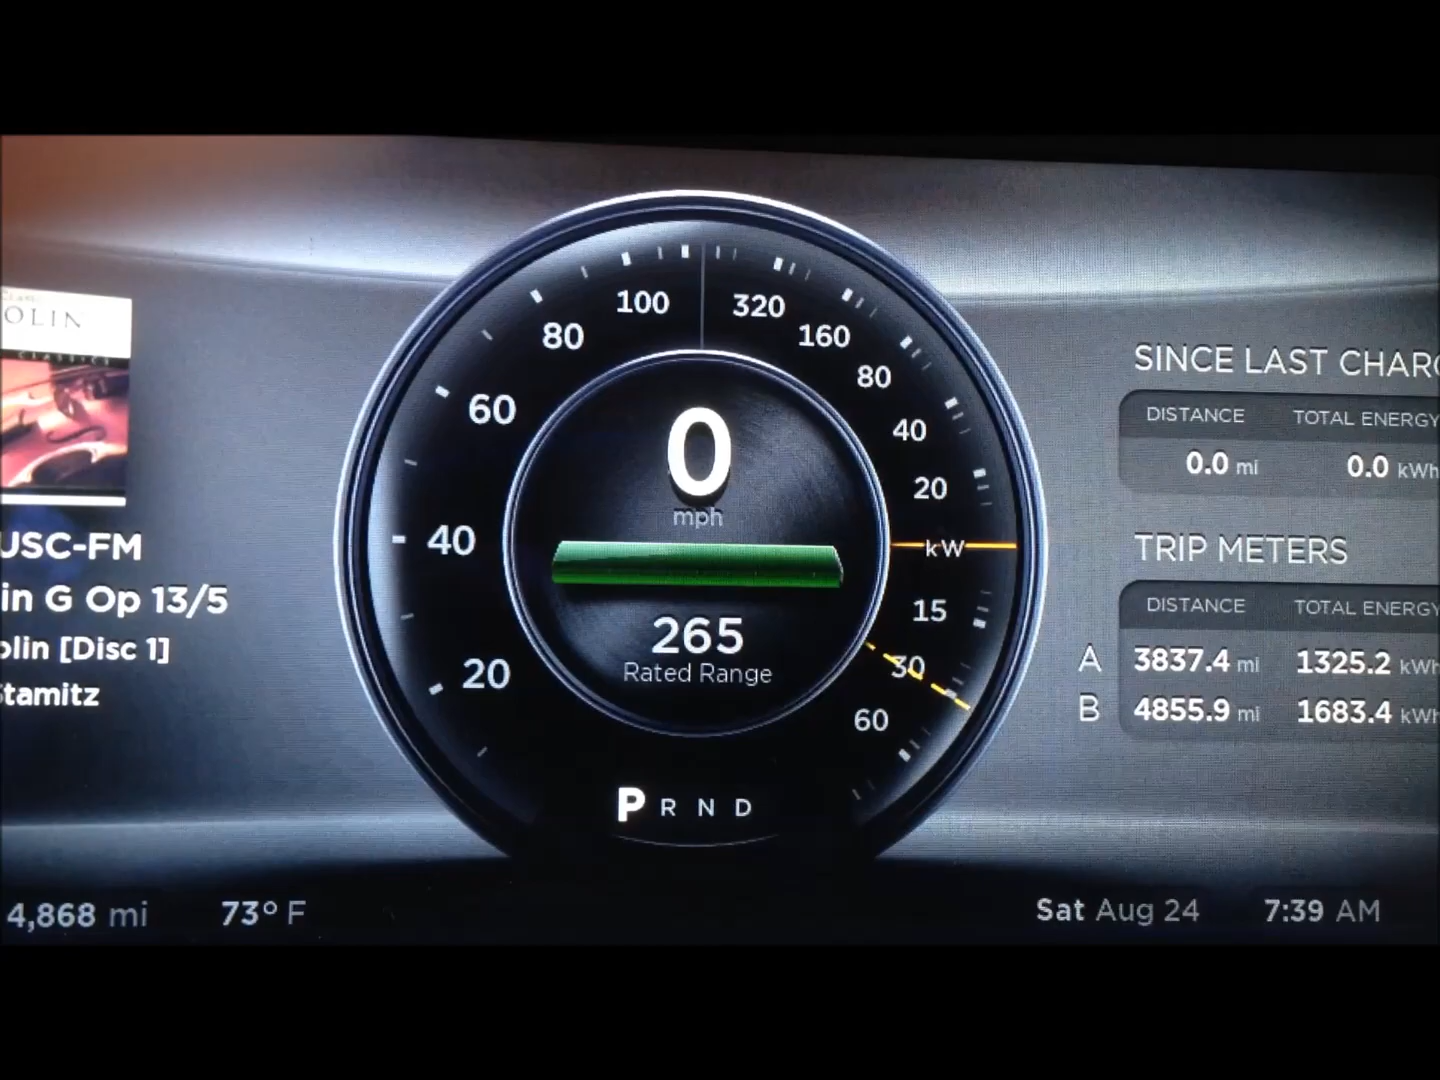 OLIN
CLASSICS
USC-FM
in G Op 13/5
olin [Disc 1]
Stamitz
100
320
80
160
80
60
40
20
40
kW
15
20
30
60
0
mph
265
Rated Range
P R N D
SINCE LAST CHARG
DISTANCE TOTAL ENERGY
0.0 mi 0.0 kWh
TRIP METERS
DISTANCE TOTAL ENERGY
A 3837.4 mi 1325.2 kWh
B 4855.9 mi 1683.4 kWh
4,868 mi 73° F Sat Aug 24 7:39 AM